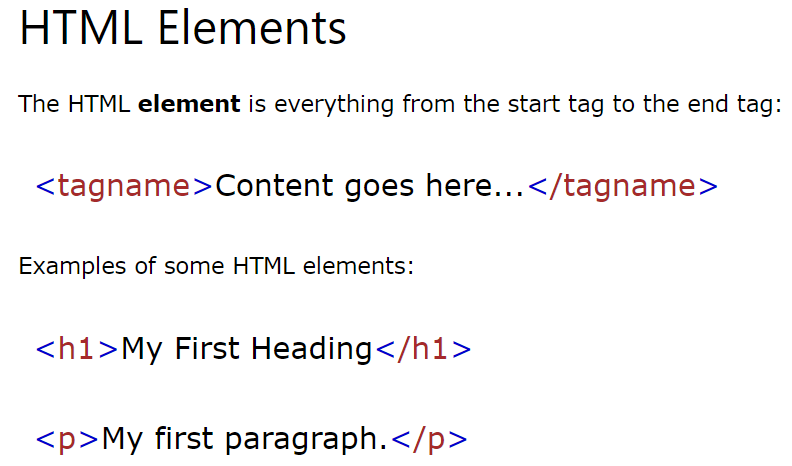 HTML Elements
The HTML element is everything from the start tag to the end tag:
<tagname>Content goes here...</tagname>
Examples of some HTML elements:
<h1>My First Heading</h1>
<p>My first paragraph.</p>